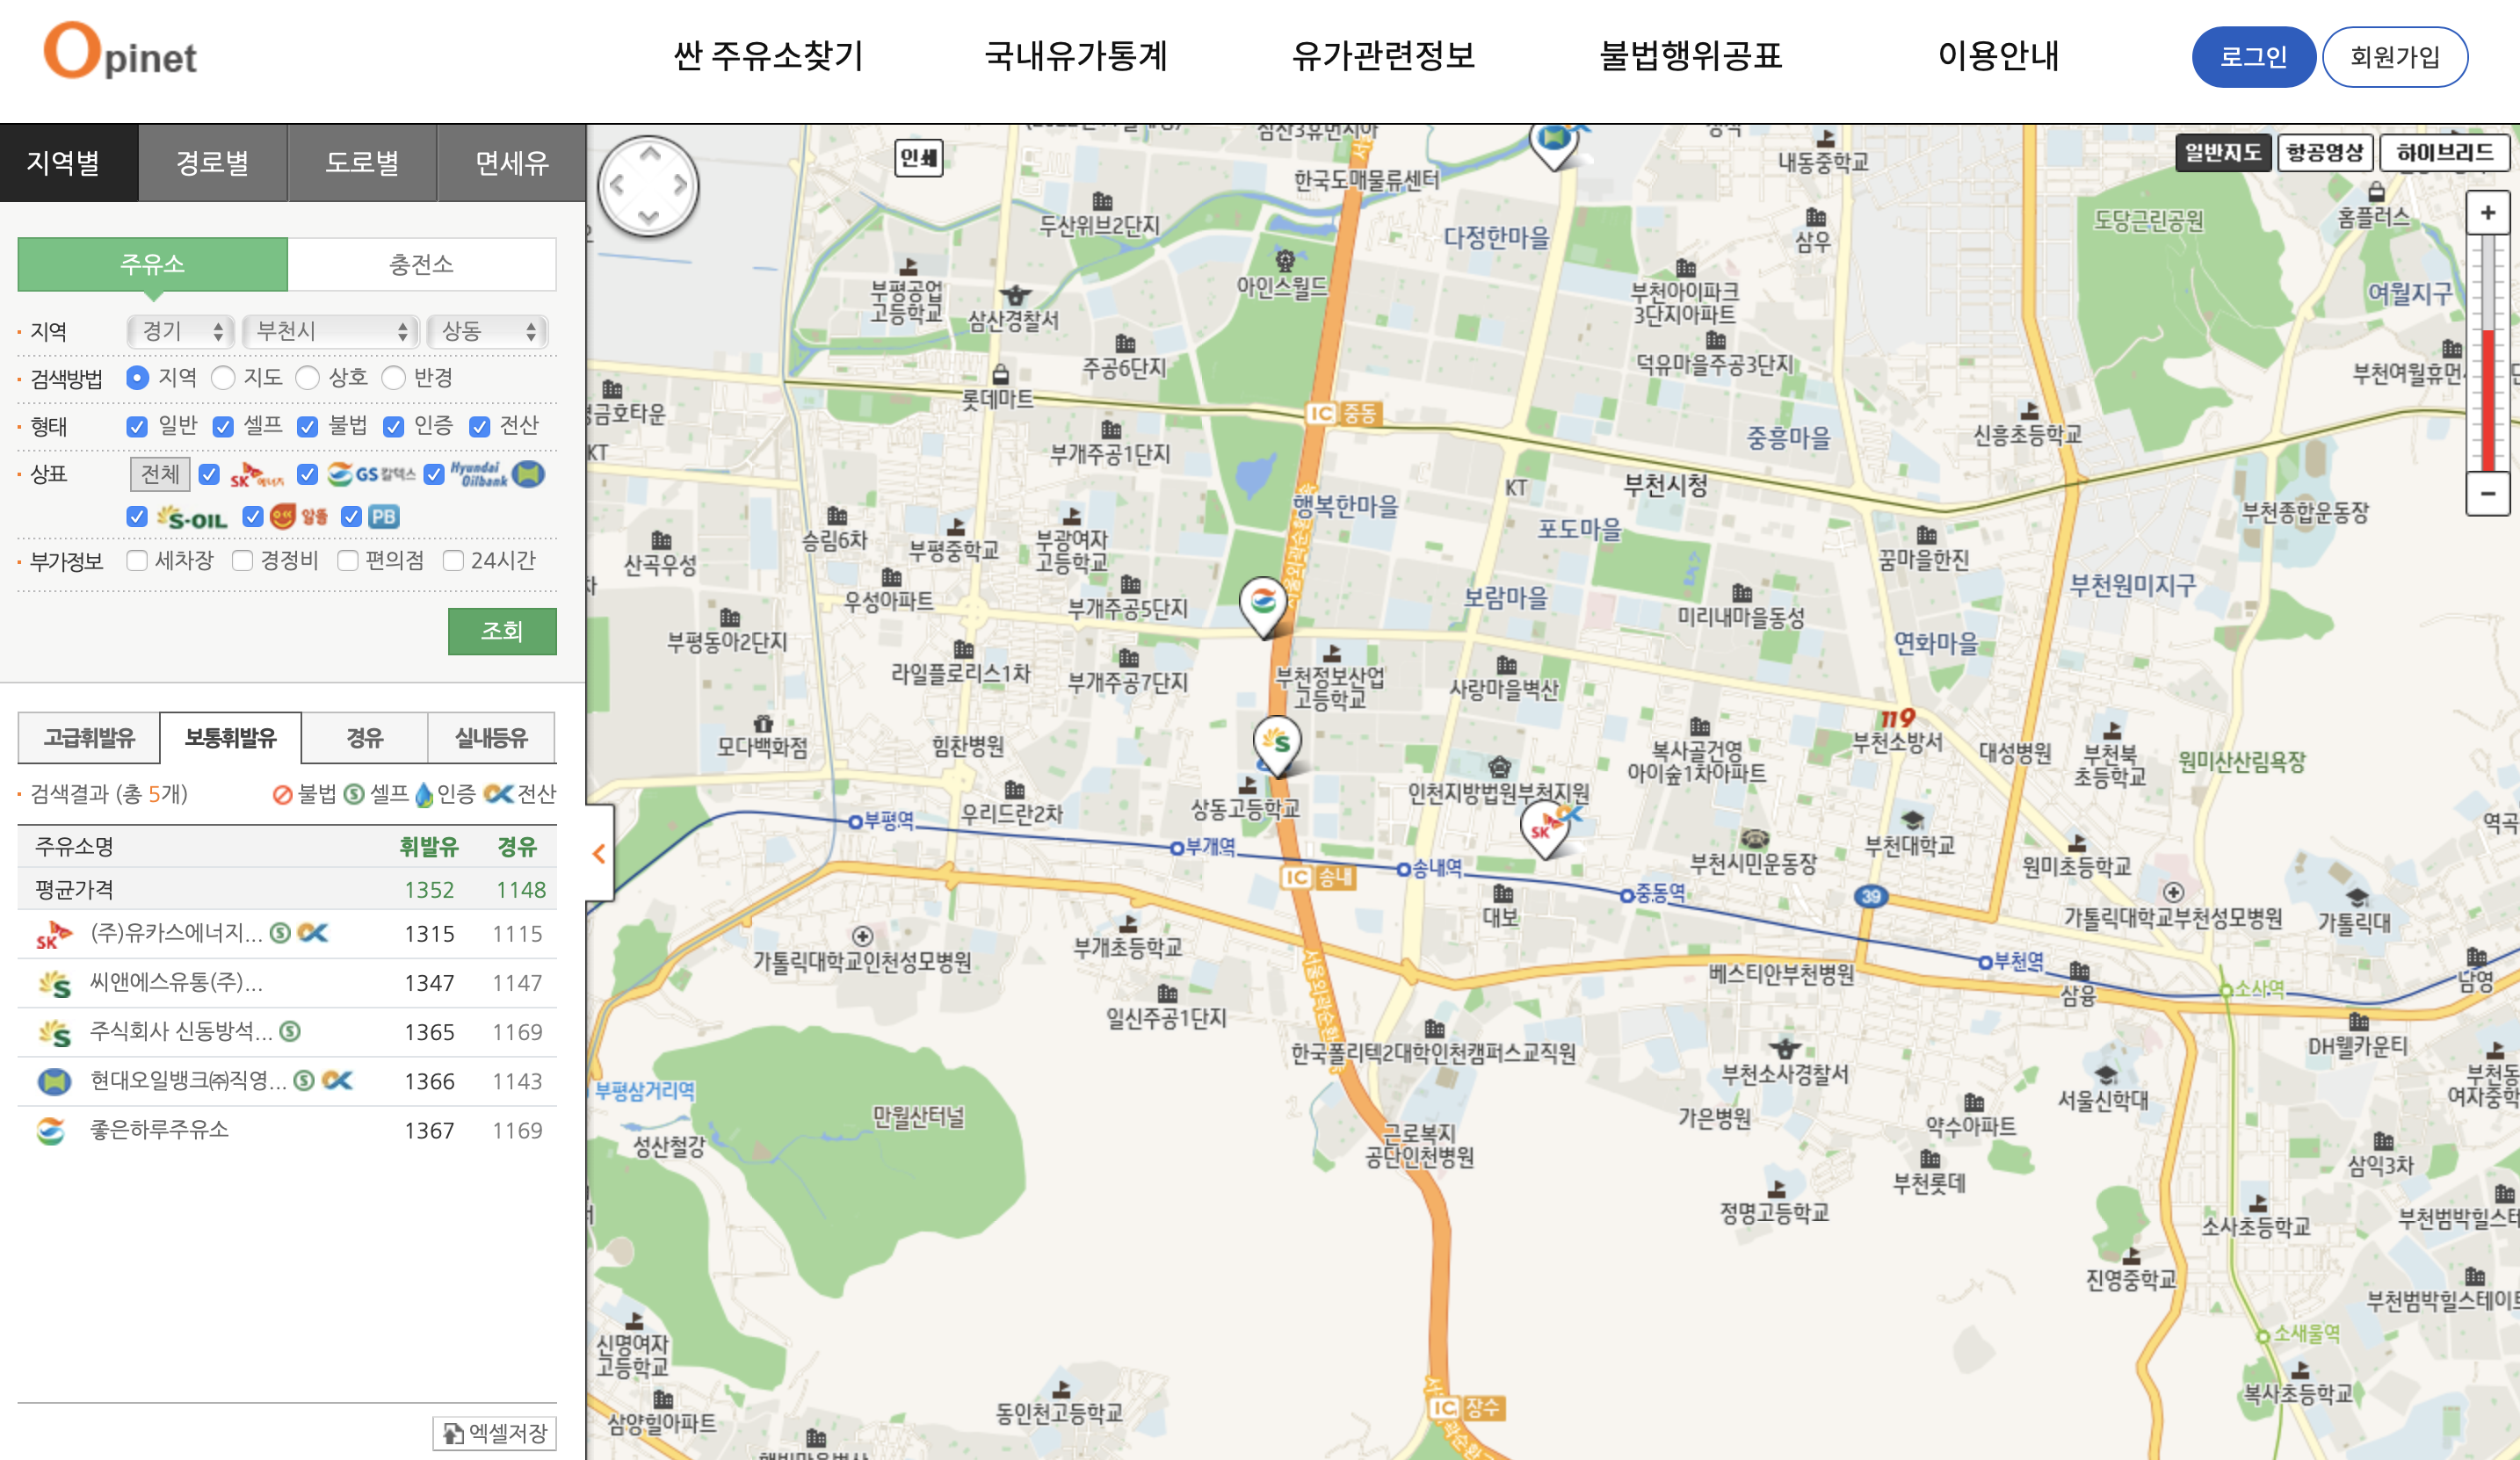 Opinet
싼 주유소찾기
국내유가통계
유가관련정보
불법행위공표
이용안내
로그인
회원가입
지역별
경로별
도로별
면세유
주유소
충전소
지역
경기
부천시
상동
검색방법
지역
지도
상호
반경
형태
일반
셀프
불법
인증
전산
상표
전체
SK에너지
GS칼텍스
Hyundai Oilbank
S-OIL
알뜰
PB
부가정보
세차장
경정비
편의점
24시간
조회
고급휘발유
보통휘발유
경유
실내등유
검색결과 (총 5개)
불법
셀프
인증
전산
주유소명 휘발유 경유
평균가격 1352 1148
SK (주)유카스에너지... 1315 1115
씨앤에스유통(주)... 1347 1147
주식회사 신동방석... 1365 1169
현대오일뱅크㈜직영... 1366 1143
좋은하루주유소 1367 1169
엑셀저장
인쇄
일반지도
항공영상
하이브리드
+
−
한국도매물류센터
내동중학교
두산위브2단지
다정한마을
삼우
도당근린공원
홈플러스
아인스월드
부평공업
고등학교
삼산경찰서
부천아이파크
3단지아파트
여월지구
주공6단지
덕유마을주공3단지
롯데마트
IC 중동
중흥마을
신흥초등학교
KT
부개주공1단지
KT
부천시청
행복한마을
포도마을
부천종합운동장
승림6차
부평중학교
부광여자
고등학교
산곡우성
꿈마을한진
우성아파트
부개주공5단지
보람마을
미리내마을동성
부천원미지구
부평동아2단지
라일플로리스1차
부개주공7단지
부천정보산업
고등학교
사랑마을벽산
연화마을
119
부천소방서
모다백화점
힘찬병원
복사골건영
아이숲1차아파트
대성병원
부천북
초등학교
원미산산림욕장
우리드란2차
상동고등학교
인천지방법원부천지원
SK
부평역
부개역
송내역
중동역
IC 송내
부천시민운동장
부천대학교
원미초등학교
역곡
대보
39
가톨릭대학교부천성모병원
가톨릭대
가톨릭대학교인천성모병원
부개초등학교
베스티안부천병원
부천역
삼융
소사역
남영
일신주공1단지
한국폴리텍2대학인천캠퍼스교직원
DH웰카운티
부천소사경찰서
서울신학대
부평삼거리역
만월산터널
가은병원
약수아파트
성산철강
근로복지
공단인천병원
부천롯데
삼익3차
정명고등학교
소사초등학교
진영중학교
신명여자
고등학교
소새울역
복사초등학교
삼양힐아파트
동인천고등학교
IC 장수